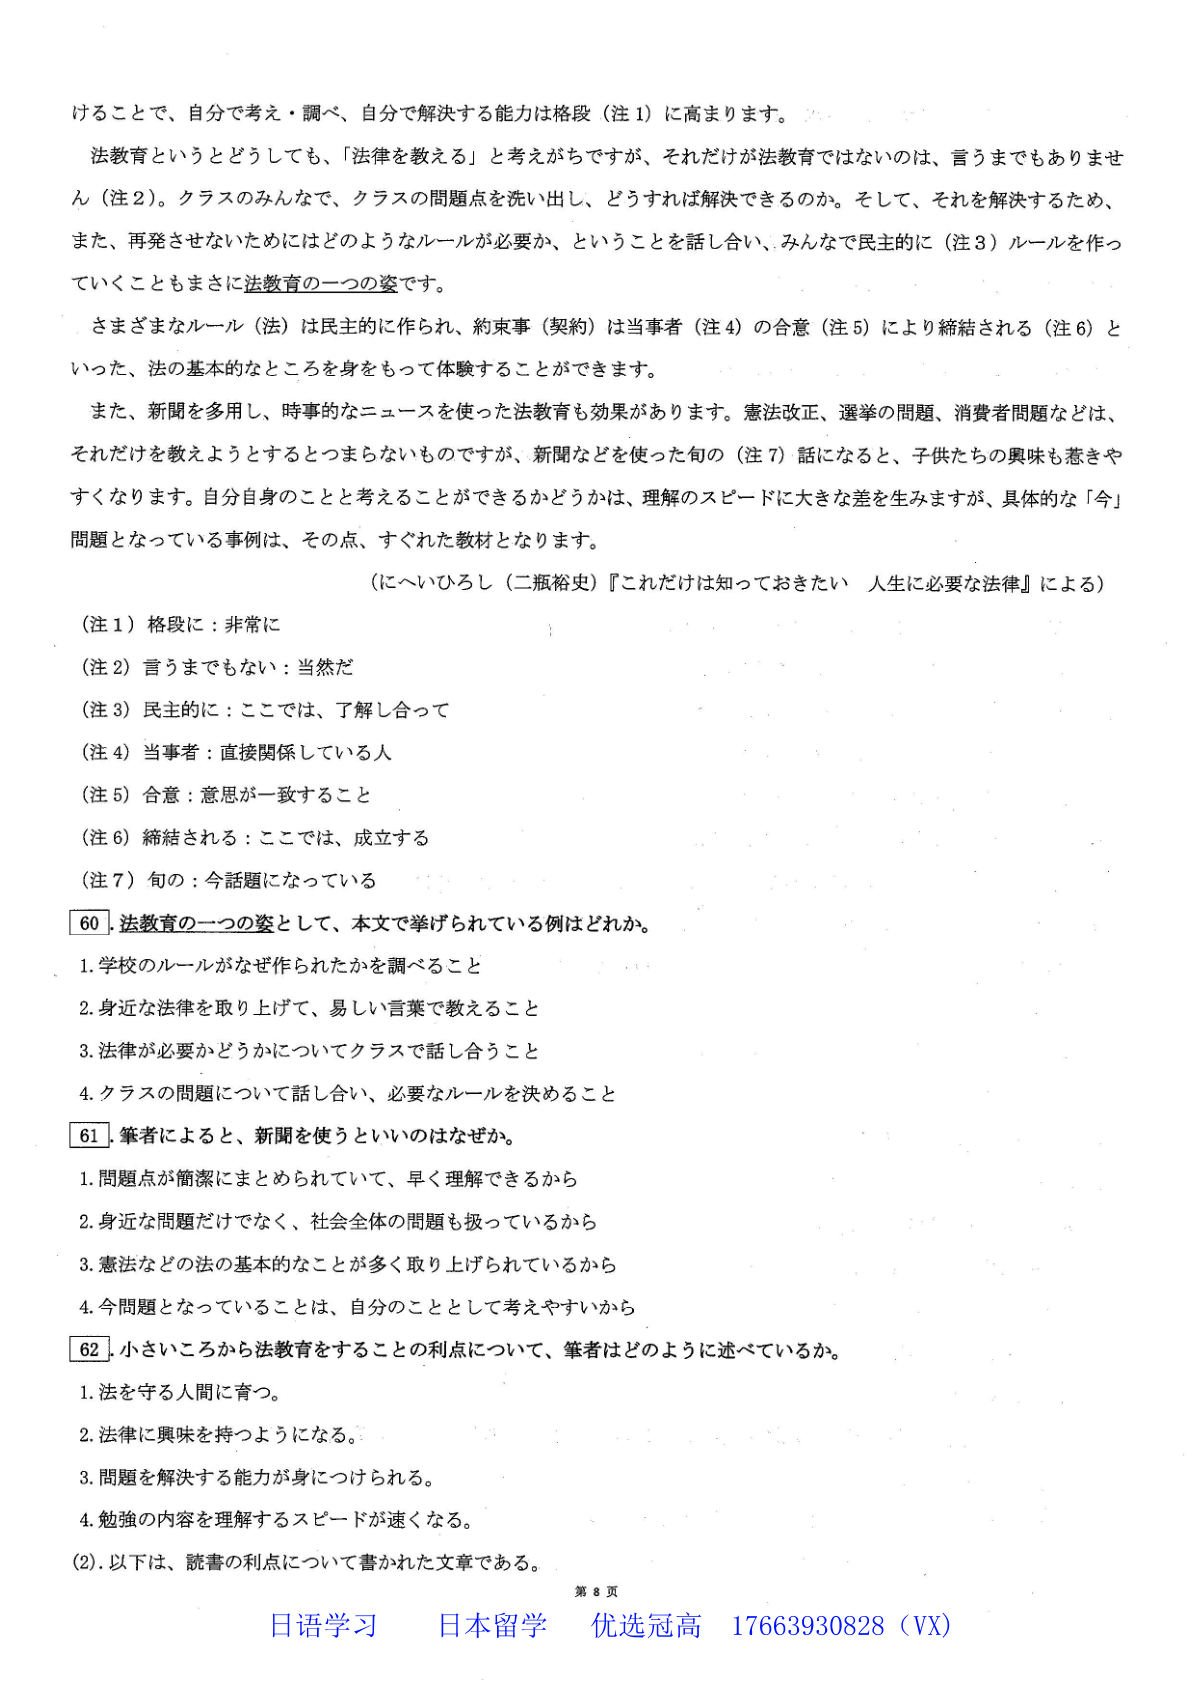 けることで、自分で考え・調べ、自分で解決する能力は格段（注1）に高まります。
法教育というとどうしても、「法律を教える」と考えがちですが、それだけが法教育ではないのは、言うまでもありませ
ん（注２）。クラスのみんなで、クラスの問題点を洗い出し、どうすれば解決できるのか。そして、それを解決するため、
また、再発させないためにはどのようなルールが必要か、ということを話し合い、みんなで民主的に（注３）ルールを作っ
ていくこともまさに法教育の一つの姿です。
さまざまなルール（法）は民主的に作られ、約束事（契約）は当事者（注4）の合意（注5）により締結される（注6）と
いった、法の基本的なところを身をもって体験することができます。
また、新聞を多用し、時事的なニュースを使った法教育も効果があります。憲法改正、選挙の問題、消費者問題などは、
それだけを教えようとするとつまらないものですが、新聞などを使った旬の（注7）話になると、子供たちの興味も惹きや
すくなります。自分自身のことと考えることができるかどうかは、理解のスピードに大きな差を生みますが、具体的な「今」
問題となっている事例は、その点、すぐれた教材となります。
（にへいひろし（二瓶裕史）『これだけは知っておきたい　人生に必要な法律』による）
（注１）格段に：非常に
（注2）言うまでもない：当然だ
（注3）民主的に：ここでは、了解し合って
（注4）当事者：直接関係している人
（注5）合意：意思が一致すること
（注6）締結される：ここでは、成立する
（注７）旬の：今話題になっている
60.法教育の一つの姿として、本文で挙げられている例はどれか。
1.学校のルールがなぜ作られたかを調べること
2.身近な法律を取り上げて、易しい言葉で教えること
3.法律が必要かどうかについてクラスで話し合うこと
4.クラスの問題について話し合い、必要なルールを決めること
61.筆者によると、新聞を使うといいのはなぜか。
1.問題点が簡潔にまとめられていて、早く理解できるから
2.身近な問題だけでなく、社会全体の問題も扱っているから
3.憲法などの法の基本的なことが多く取り上げられているから
4.今問題となっていることは、自分のこととして考えやすいから
62.小さいころから法教育をすることの利点について、筆者はどのように述べているか。
1.法を守る人間に育つ。
2.法律に興味を持つようになる。
3.問題を解決する能力が身につけられる。
4.勉強の内容を理解するスピードが速くなる。
(2).以下は、読書の利点について書かれた文章である。
第 8 页
日语学习　　日本留学　优选冠高　17663930828（VX)